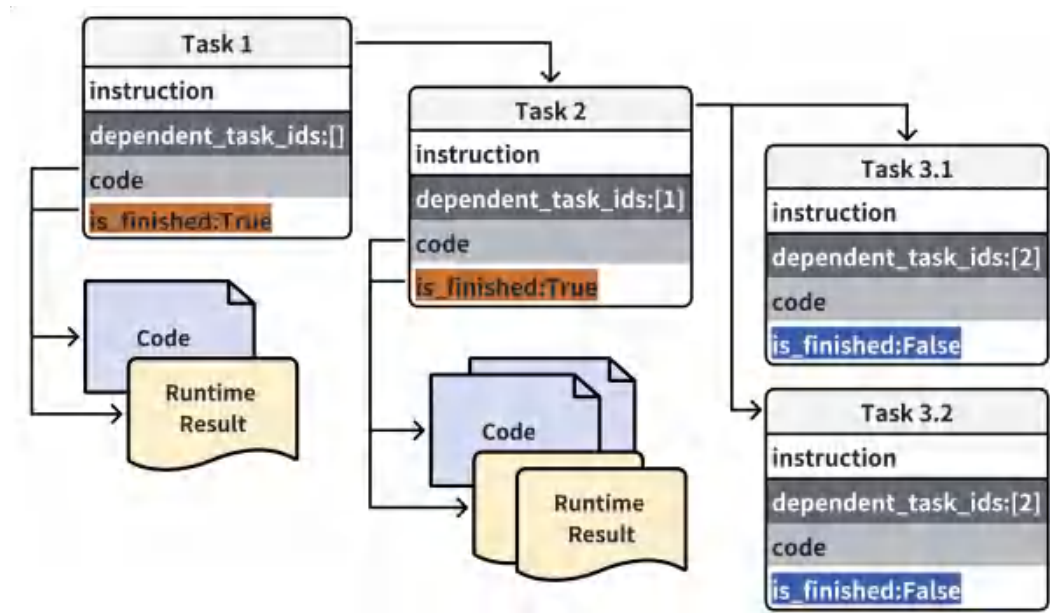 Task 1
instruction
dependent_task_ids:[]
code
is_finished:True
Code
Runtime
Result
Task 2
instruction
dependent_task_ids:[1]
code
is_finished:True
Code
Runtime
Result
Task 3.1
instruction
dependent_task_ids:[2]
code
is_finished:False
Task 3.2
instruction
dependent_task_ids:[2]
code
is_finished:False